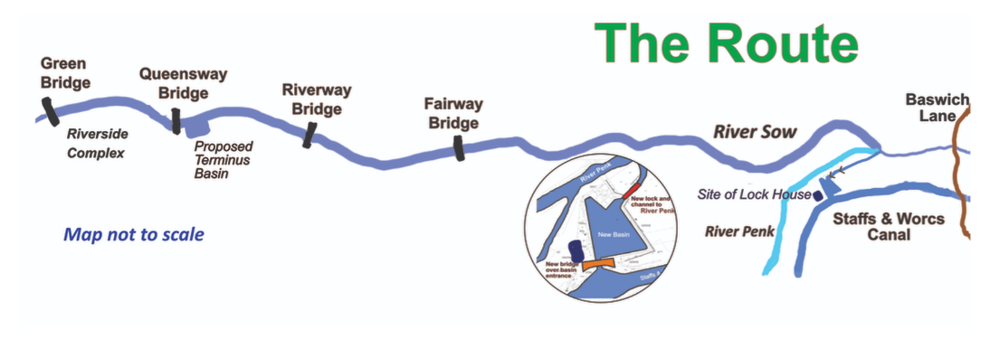 The Route
Green
Bridge
Queensway
Bridge
Riverway
Bridge
Fairway
Bridge
Baswich
Lane
River Sow
Riverside
Complex
Proposed
Terminus
Basin
River Penk
New lock and
channel to
River Penk
New Basin
New bridge
over basin
entrance
Staffs &
Site of Lock House
River Penk
Staffs & Worcs
Canal
Map not to scale